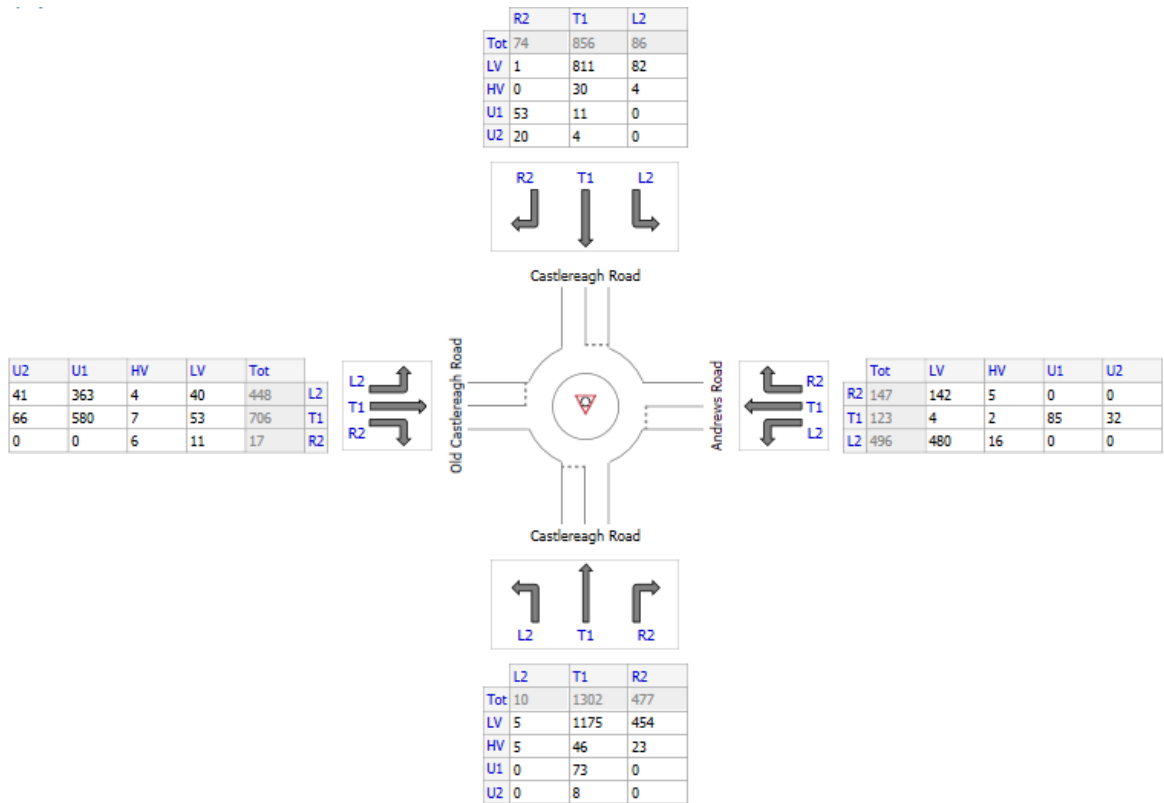 R2 T1 L2
Tot 74 856 86
LV 1 811 82
HV 0 30 4
U1 53 11 0
U2 20 4 0
R2 T1 L2
Castlereagh Road
U2 U1 HV LV Tot
41 363 4 40 448 L2
66 580 7 53 706 T1
0 0 6 11 17 R2
L2
T1
R2
Old Castlereagh Road
Andrews Road
R2
T1
L2
Tot LV HV U1 U2
R2 147 142 5 0 0
T1 123 4 2 85 32
L2 496 480 16 0 0
Castlereagh Road
L2 T1 R2
L2 T1 R2
Tot 10 1302 477
LV 5 1175 454
HV 5 46 23
U1 0 73 0
U2 0 8 0